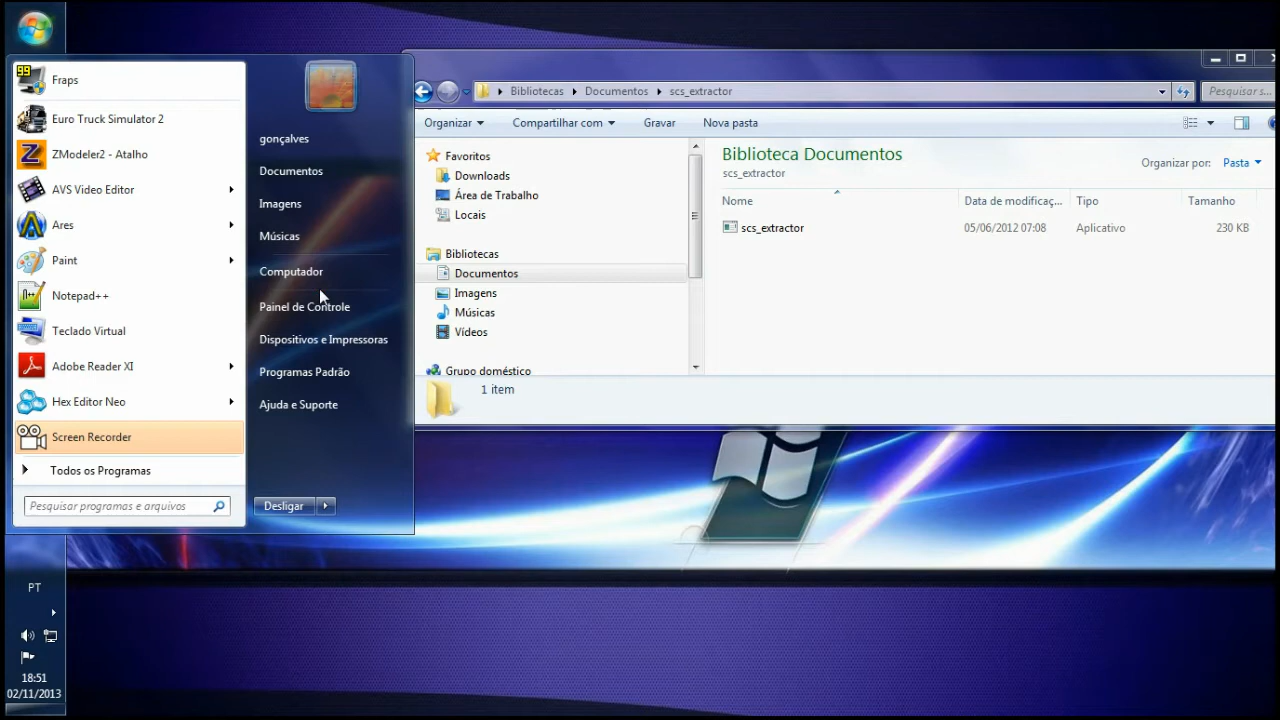 99
Fraps
Euro Truck Simulator 2
ZModeler2 - Atalho
AVS Video Editor
Ares
Paint
Notepad++
Teclado Virtual
Adobe Reader XI
Hex Editor Neo
Screen Recorder
Todos os Programas
Pesquisar programas e arquivos
gonçalves
Documentos
Imagens
Músicas
Computador
Painel de Controle
Dispositivos e Impressoras
Programas Padrão
Ajuda e Suporte
Desligar
Bibliotecas Documentos scs_extractor
Pesquisar s...
Organizar Compartilhar com Gravar Nova pasta
Favoritos
Downloads
Área de Trabalho
Locais
Bibliotecas
Documentos
Imagens
Músicas
Vídeos
Grupo doméstico
Biblioteca Documentos
scs_extractor
Organizar por: Pasta
Nome Data de modificaç... Tipo Tamanho
scs_extractor 05/06/2012 07:08 Aplicativo 230 KB
1 item
PT
18:51
02/11/2013